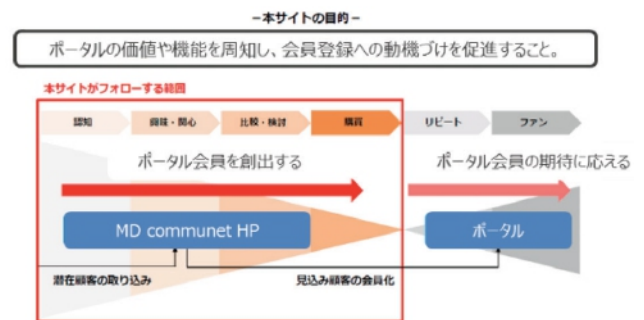 －本サイトの目的－
ポータルの価値や機能を周知し、会員登録への動機づけを促進すること。
本サイトがフォローする範囲
認知
興味・関心
比較・検討
購買
リピート
ファン
ポータル会員を創出する
ポータル会員の期待に応える
MD communet HP
ポータル
潜在顧客の取り込み
見込み顧客の会員化